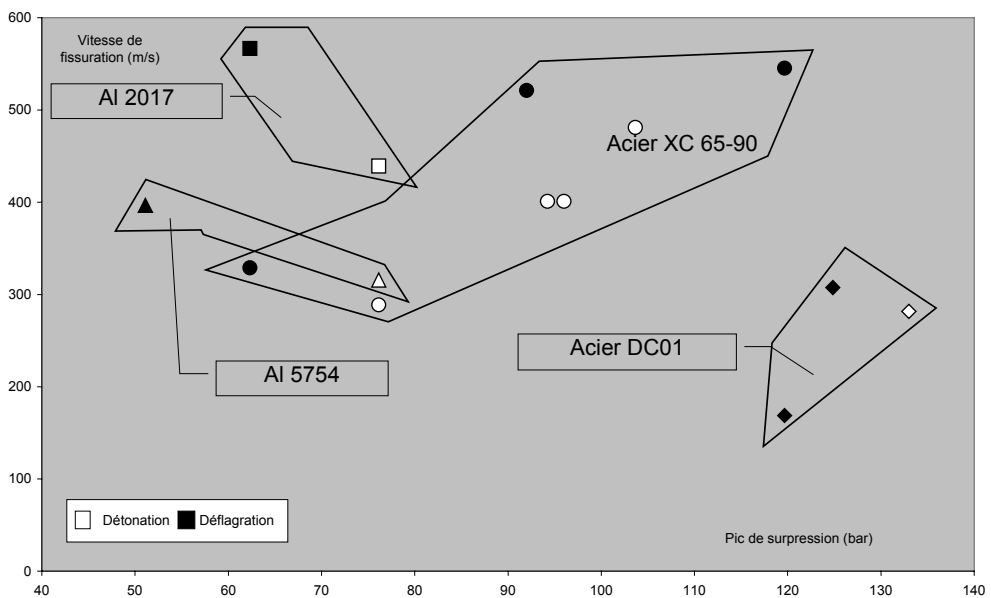 600
Vitesse de
fissuration (m/s)
500
Al 2017
Acier XC 65-90
400
300
Acier DC01
Al 5754
200
100
Détonation
Déflagration
Pic de surpression (bar)
0
40 50 60 70 80 90 100 110 120 130 140